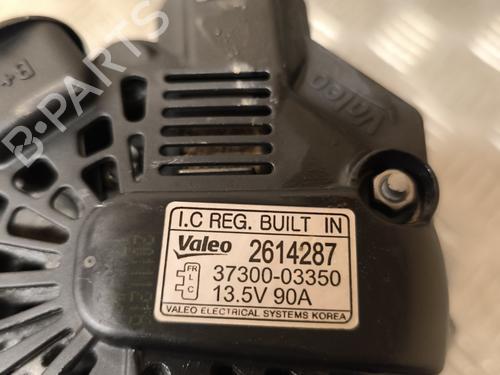 B+
B·PARTS
Valeo
I.C REG. BUILT IN
Valeo 2614287
FR
L
C
37300-03350
13.5V 90A
VALEO ELECTRICAL SYSTEMS KOREA